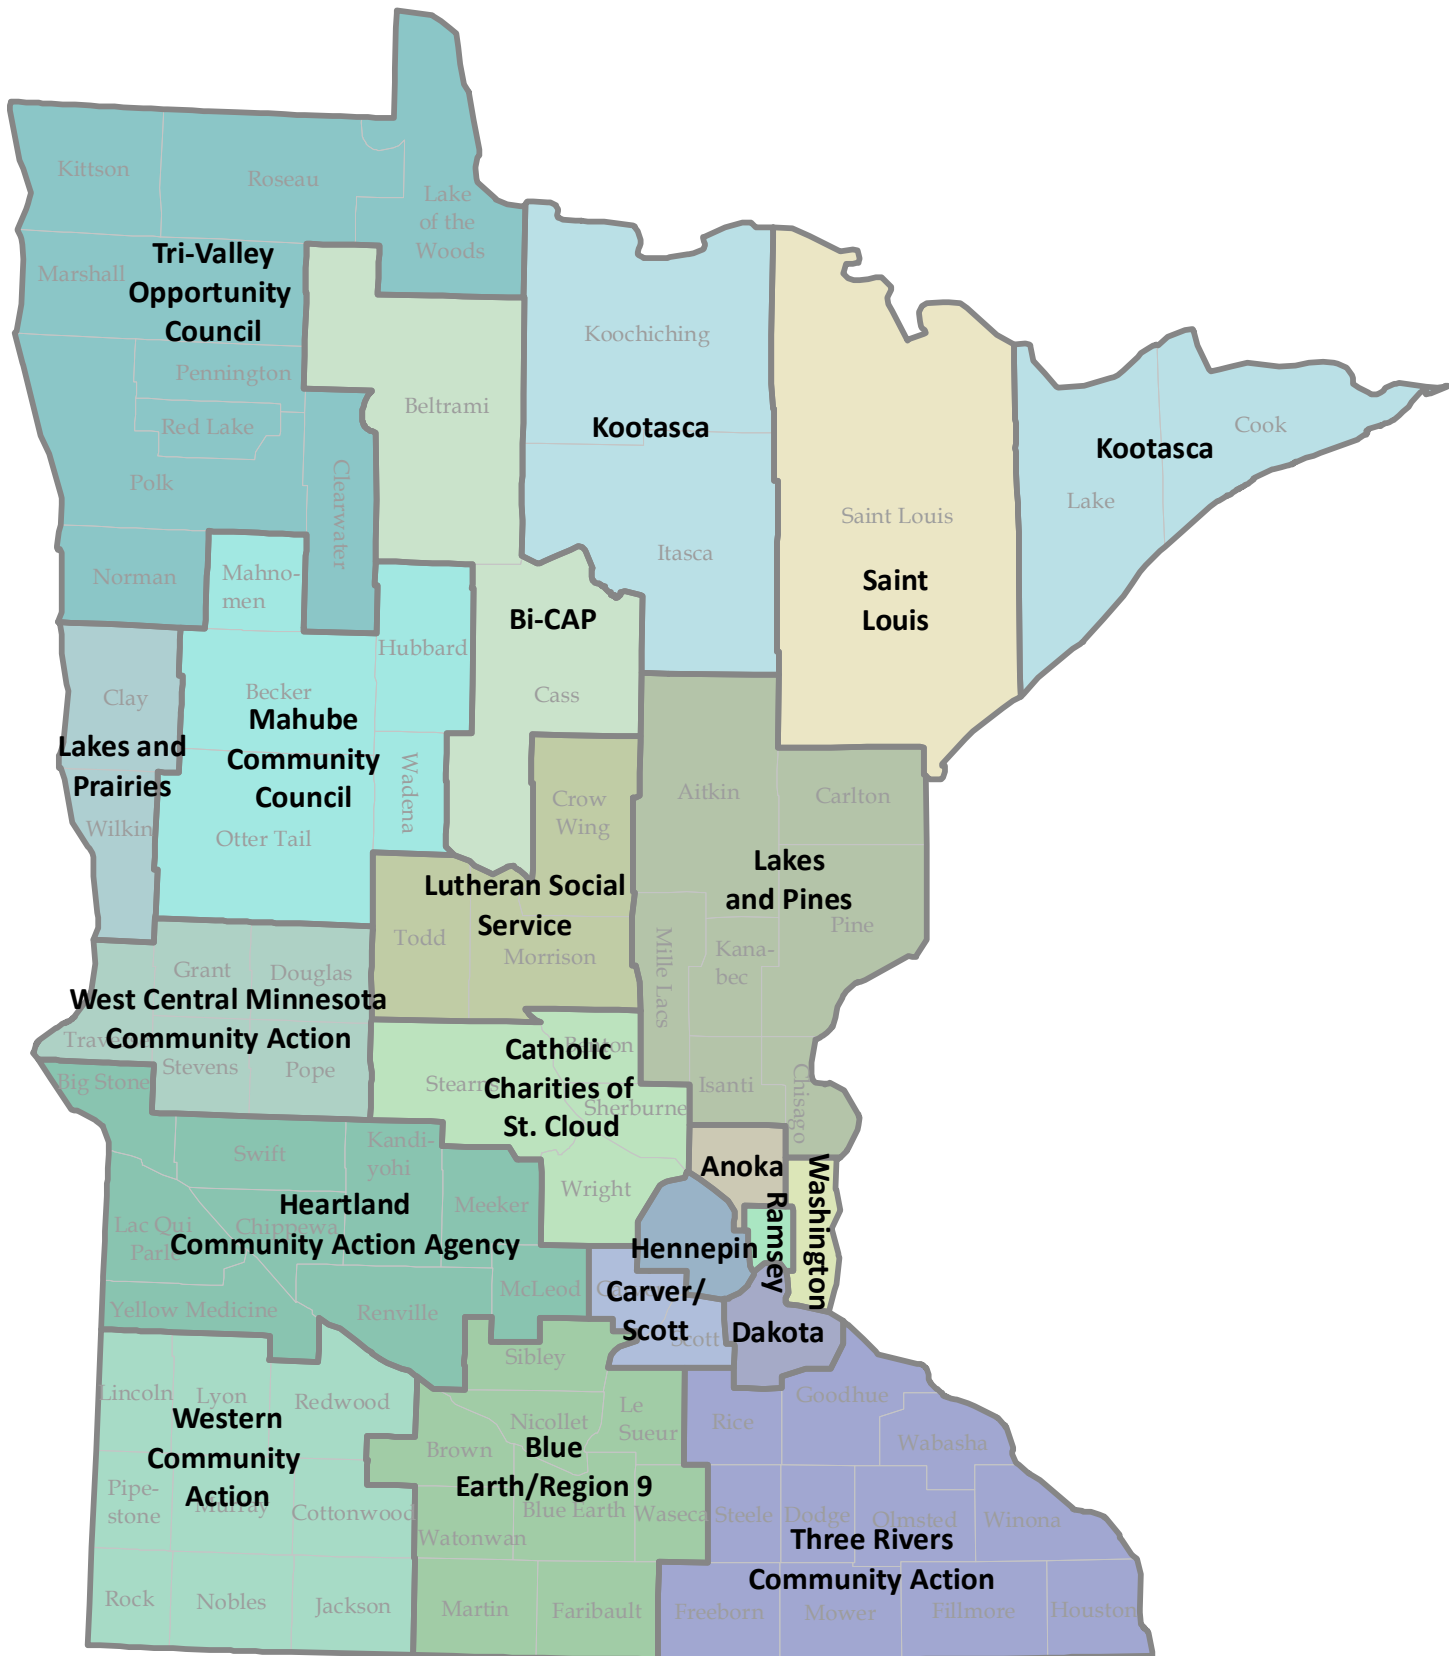 Kittson
Roseau
Lake
of the
Woods
Marshall
Tri-Valley
Opportunity
Council
Pennington
Red Lake
Polk
Clearwater
Norman
Mahno-
men
Beltrami
Koochiching
Kootasca
Itasca
Saint Louis
Saint
Louis
Kootasca
Cook
Lake
Bi-CAP
Cass
Hubbard
Clay
Becker
Mahube
Community
Council
Lakes and
Prairies
Wilkin
Otter Tail
Wadena
Crow
Wing
Aitkin
Carlton
Lakes
and Pines
Pine
Lutheran Social
Service
Todd
Morrison
Mille Lacs
Kana-
bec
Grant
Douglas
West Central Minnesota
Community Action
Traverse
Stevens
Pope
Big Stone
Stearns
Benton
Catholic
Charities of
St. Cloud
Sherburne
Isanti
Chisago
Swift
Kandi-
yohi
Meeker
Wright
Anoka
Ramsey
Washington
Lac Qui
Parle
Chippewa
Heartland
Community Action Agency
Hennepin
McLeod
Carver/
Scott
Scott
Dakota
Yellow Medicine
Renville
Sibley
Lincoln
Lyon
Redwood
Western
Community
Action
Nicollet
Le
Sueur
Brown
Blue
Earth/Region 9
Rice
Goodhue
Wabasha
Pipe-
stone
Murray
Cottonwood
Watonwan
Blue Earth
Waseca
Steele
Dodge
Olmsted
Winona
Three Rivers
Community Action
Rock
Nobles
Jackson
Martin
Faribault
Freeborn
Mower
Fillmore
Houston